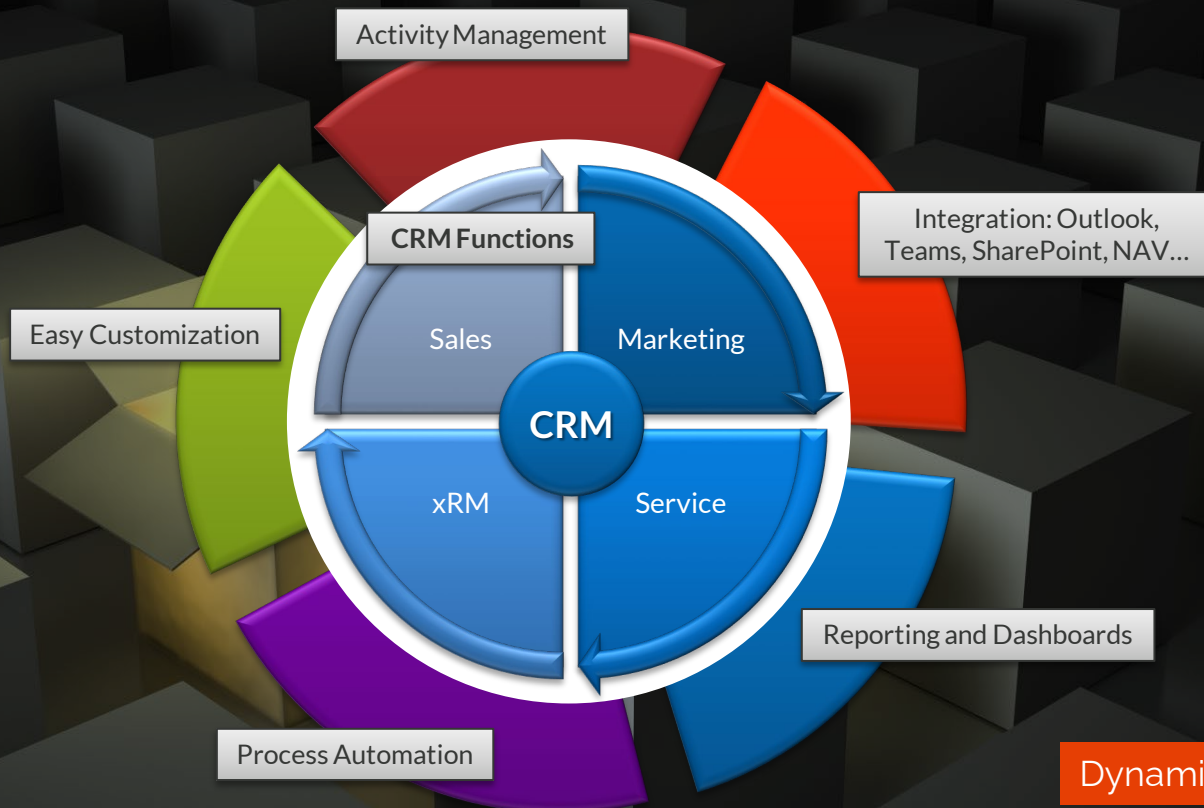 Activity Management
Integration: Outlook,
Teams, SharePoint, NAV...
CRM Functions
Easy Customization
Sales
Marketing
CRM
xRM
Service
Reporting and Dashboards
Process Automation